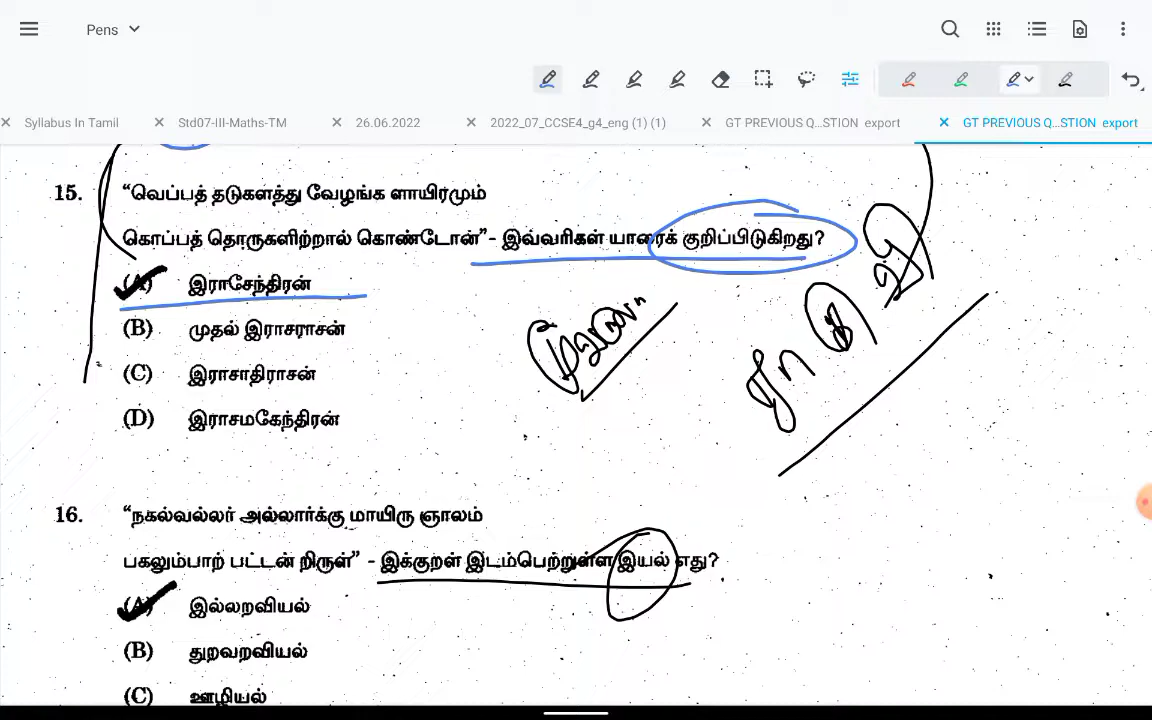 Pens
Syllabus In Tamil
Std07-III-Maths-TM
26.06.2022
2022_07_CCSE4_g4_eng (1) (1)
GT PREVIOUS Q...STION export
GT PREVIOUS Q...STION export
15. "வெப்பத் தடுகளத்து வேழங்க ளாயிரமும்
கொப்பத் தொருகளிற்றால் கொண்டோன்"- இவ்வரிகள் யாரைக் குறிப்பிடுகிறது?
(A) இராசேந்திரன்
(B) முதல் இராசராசன்
(C) இராசாதிராசன்
(D) இராசமகேந்திரன்
16. "நகல்வல்லர் அல்லார்க்கு மாயிரு ஞாலம்
பகலும்பாற் பட்டன் றிருள்" - இக்குறள் இடம்பெற்றுள்ள இயல் எது?
(A) இல்லறவியல்
(B) துறவறவியல்
(C) ஊழியல்